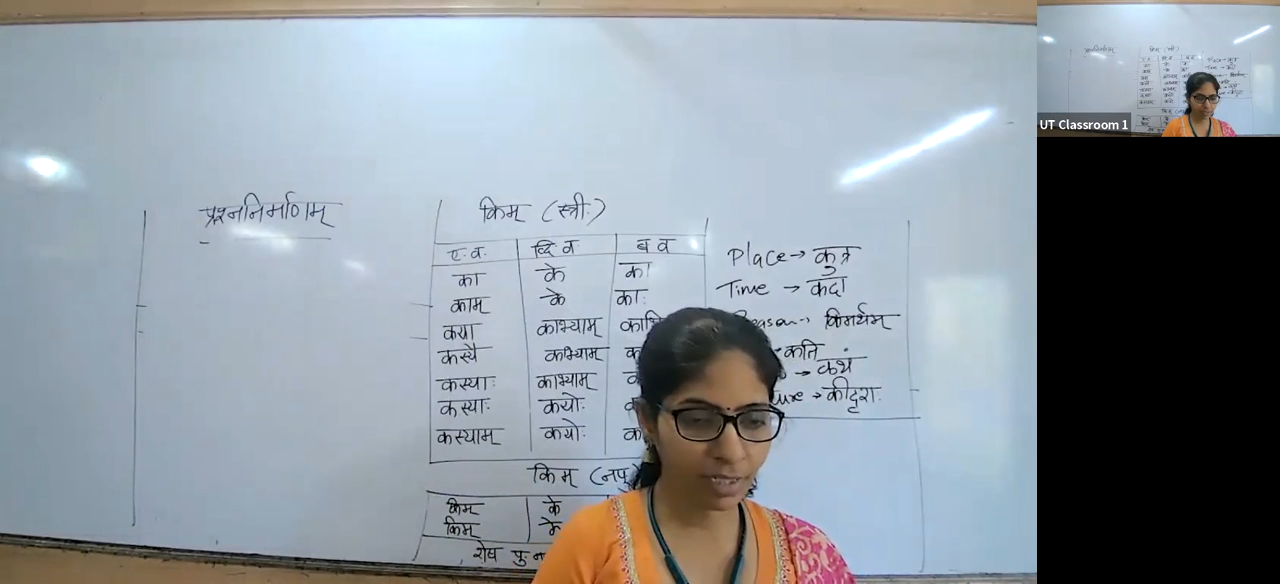 प्रश्ननिर्माणम्
किम् (स्त्री.)
ए.व. द्वि व ब व
का के का
काम् के काः
कया काभ्याम्
कस्यै काभ्याम्
कस्याः काभ्याम्
कस्याः कयोः
कस्याम् कयोः
किम् (नपु)
किम् के
किम् के
शेष पु.
Place → कुत्र
Time → कदा
किमर्थम्
कति
→ कथं
→ कीदृशः
UT Classroom 1